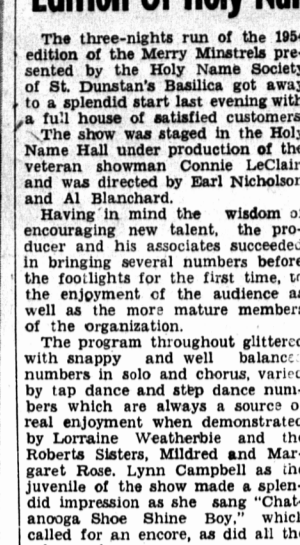 Edition Of Holy Nam
The three-nights run of the 1954
edition of the Merry Minstrels pre-
sented by the Holy Name Society
of St. Dunstan's Basilica got away
to a splendid start last evening with
a full house of satisfied customers
The show was staged in the Holy
Name Hall under production of the
veteran showman Connie LeClair
and was directed by Earl Nicholson
and Al Blanchard.
Having in mind the wisdom of
encouraging new talent, the pro-
ducer and his associates succeeded
in bringing several numbers before
the footlights for the first time, to
the enjoyment of the audience as
well as the more mature members
of the organization.
The program throughout glittered
with snappy and well balanced
numbers in solo and chorus, varied
by tap dance and step dance num-
bers which are always a source of
real enjoyment when demonstrated
by Lorraine Weatherbie and the
Roberts Sisters, Mildred and Mar-
garet Rose. Lynn Campbell as the
juvenile of the show made a splen-
did impression as she sang "Chat-
anooga Shoe Shine Boy," which
called for an encore, as did all the